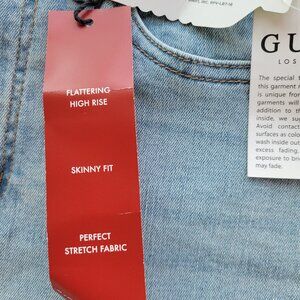 FLATTERING
HIGH RISE
SKINNY FIT
PERFECT
STRETCH FABRIC
GU
LOS
The special
this garment
is unique from
garments will
addition to th
inside, we su
Avoid contact
surfaces as colo
wash inside out
excess fading.
exposure to bri
may fade.